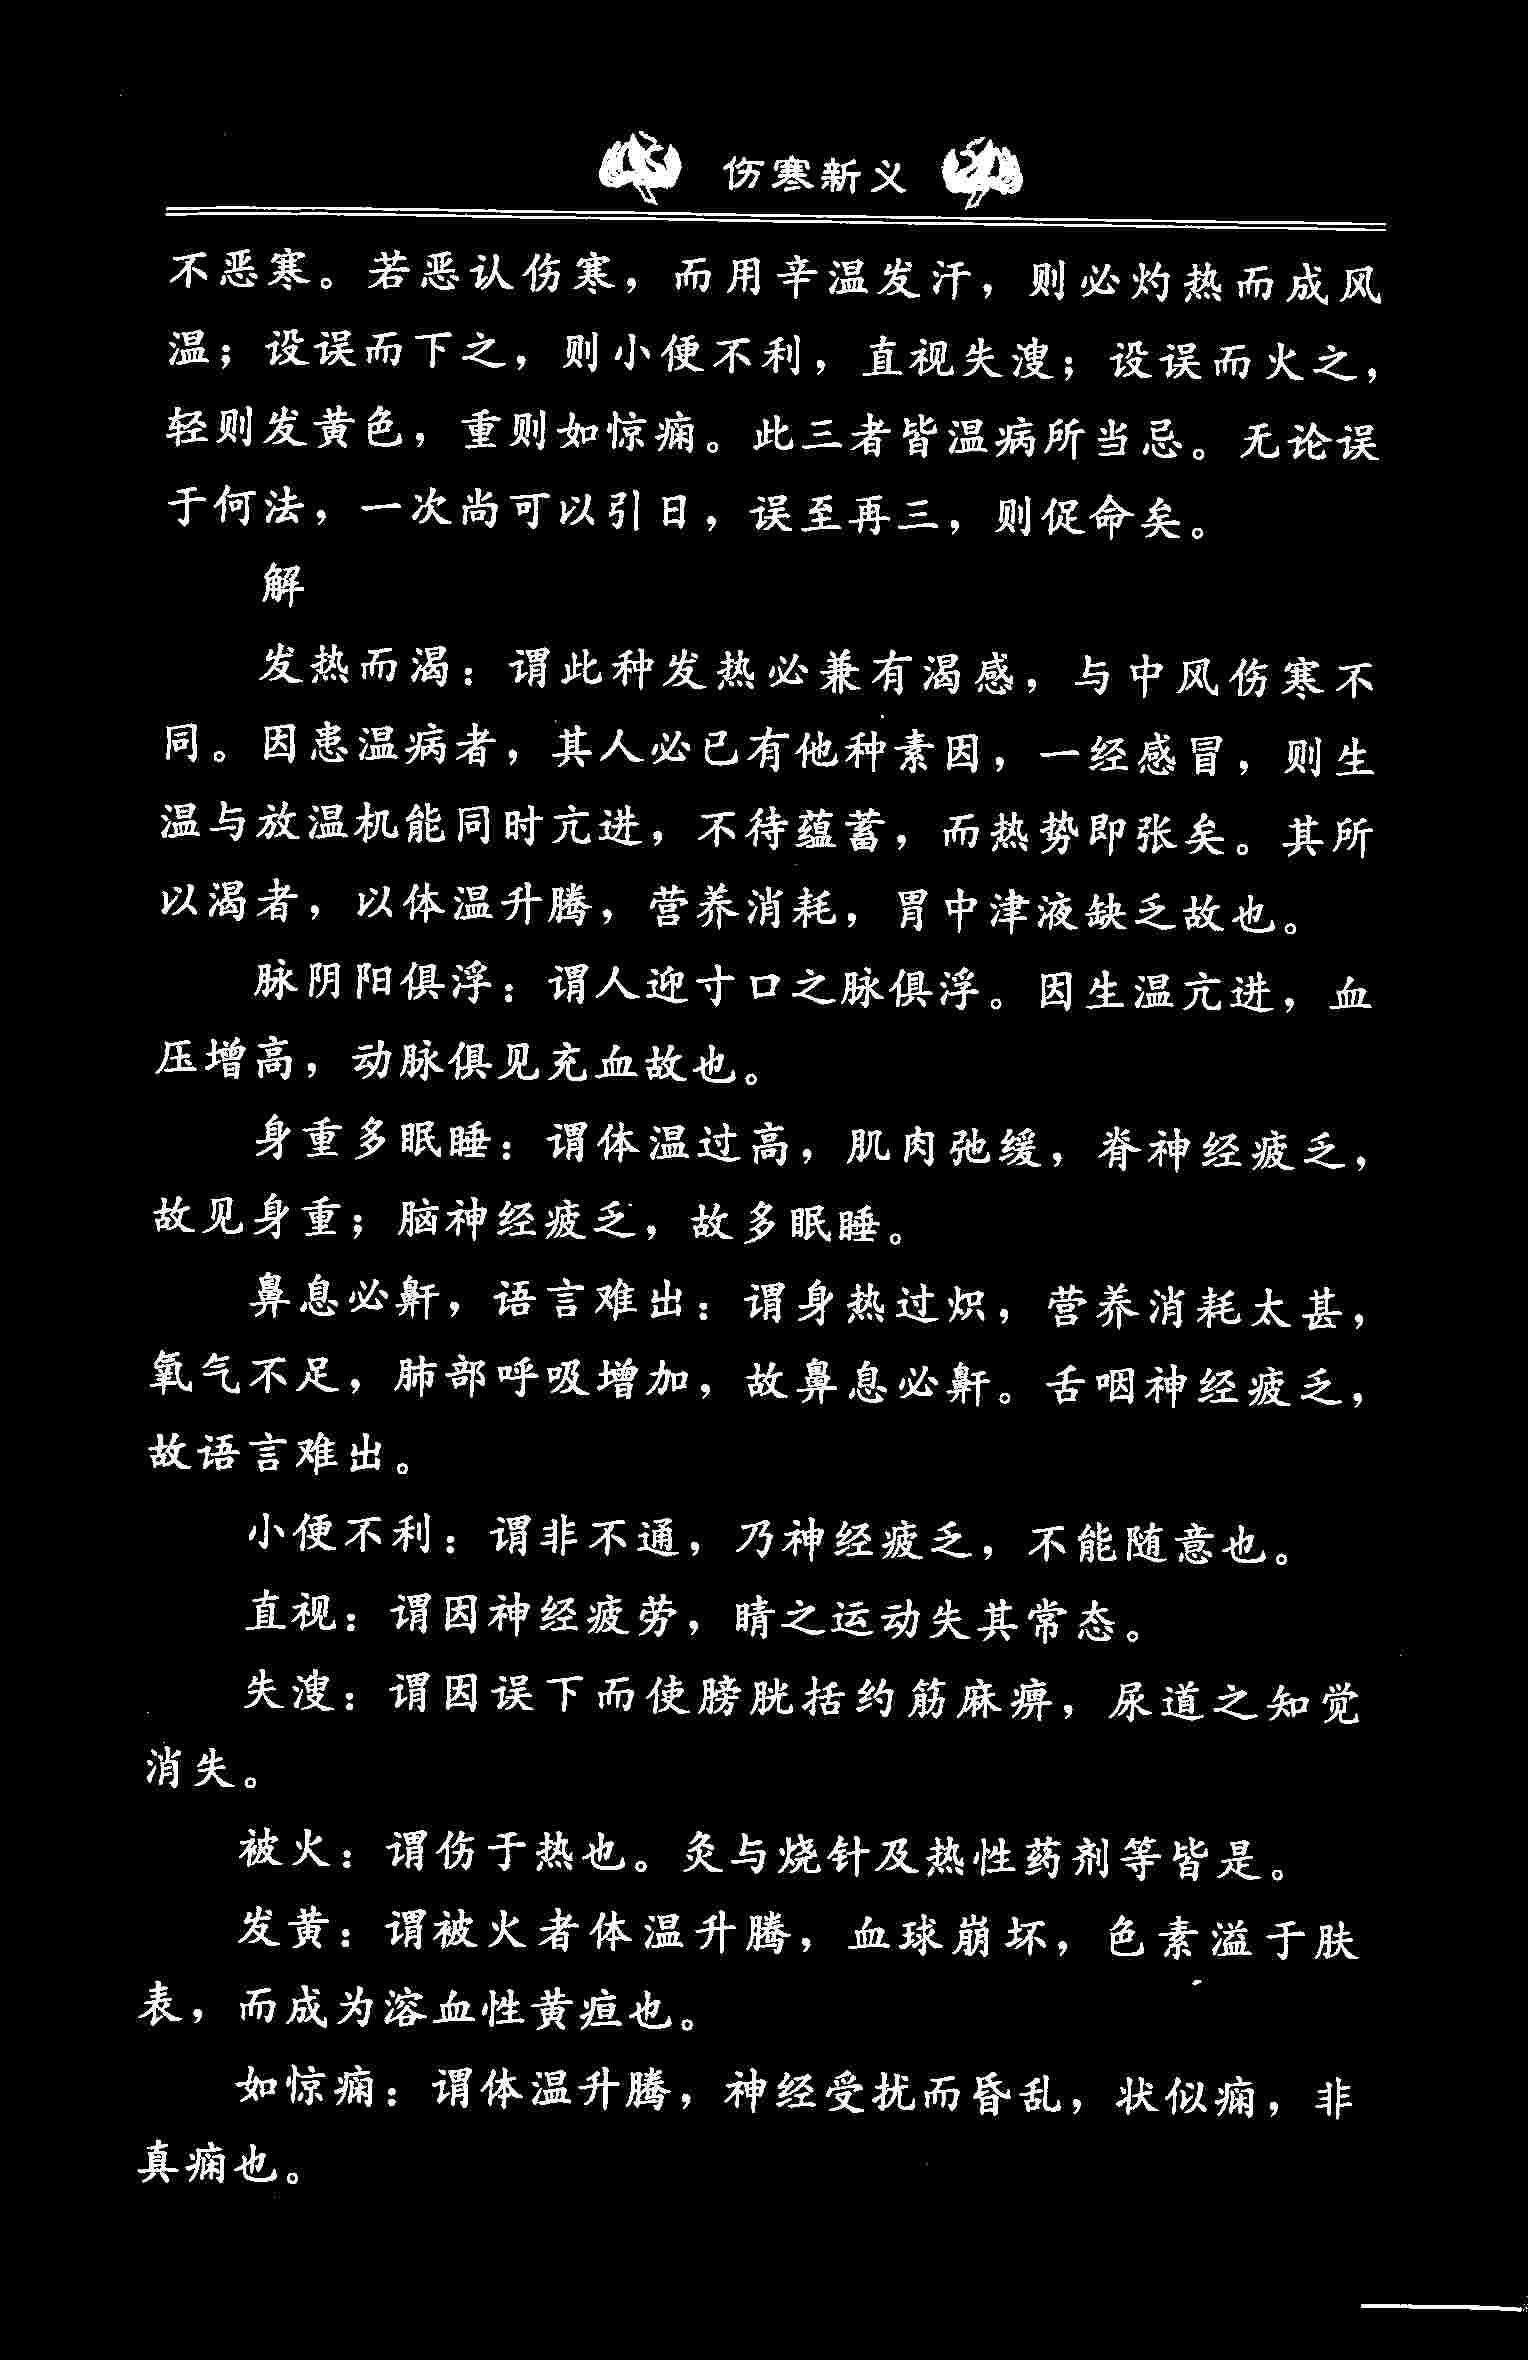 伤寒新义
不恶寒。若恶认伤寒，而用辛温发汗，则必灼热而成风
温；设误而下之，则小便不利，直视失溲；设误而火之，
轻则发黄色，重则如惊痫。此三者皆温病所当忌。无论误
于何法，一次尚可以引日，误至再三，则促命矣。
解
发热而渴：谓此种发热必兼有渴感，与中风伤寒不
同。因患温病者，其人必已有他种素因，一经感冒，则生
温与放温机能同时亢进，不待蕴蓄，而热势即张矣。其所
以渴者，以体温升腾，营养消耗，胃中津液缺乏故也。
脉阴阳俱浮：谓人迎寸口之脉俱浮。因生温亢进，血
压增高，动脉俱见充血故也。
身重多眠睡：谓体温过高，肌肉弛缓，脊神经疲乏，
故见身重；脑神经疲乏，故多眠睡。
鼻息必鼾，语言难出：谓身热过炽，营养消耗太甚，
氧气不足，肺部呼吸增加，故鼻息必鼾。舌咽神经疲乏，
故语言难出。
小便不利：谓非不通，乃神经疲乏，不能随意也。
直视：谓因神经疲劳，睛之运动失其常态。
失溲：谓因误下而使膀胱括约筋麻痹，尿道之知觉
消失。
被火：谓伤于热也。灸与烧针及热性药剂等皆是。
发黄：谓被火者体温升腾，血球崩坏，色素溢于肤
表，而成为溶血性黄疸也。
如惊痫：谓体温升腾，神经受扰而昏乱，状似痫，非
真痫也。